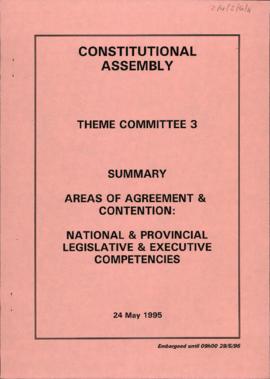 CONSTITUTIONAL
ASSEMBLY
THEME COMMITTEE 3
SUMMARY
AREAS OF AGREEMENT &
CONTENTION:
NATIONAL & PROVINCIAL
LEGISLATIVE & EXECUTIVE
COMPETENCIES
24 May 1995
Embargoed until 09h00 29/5/95